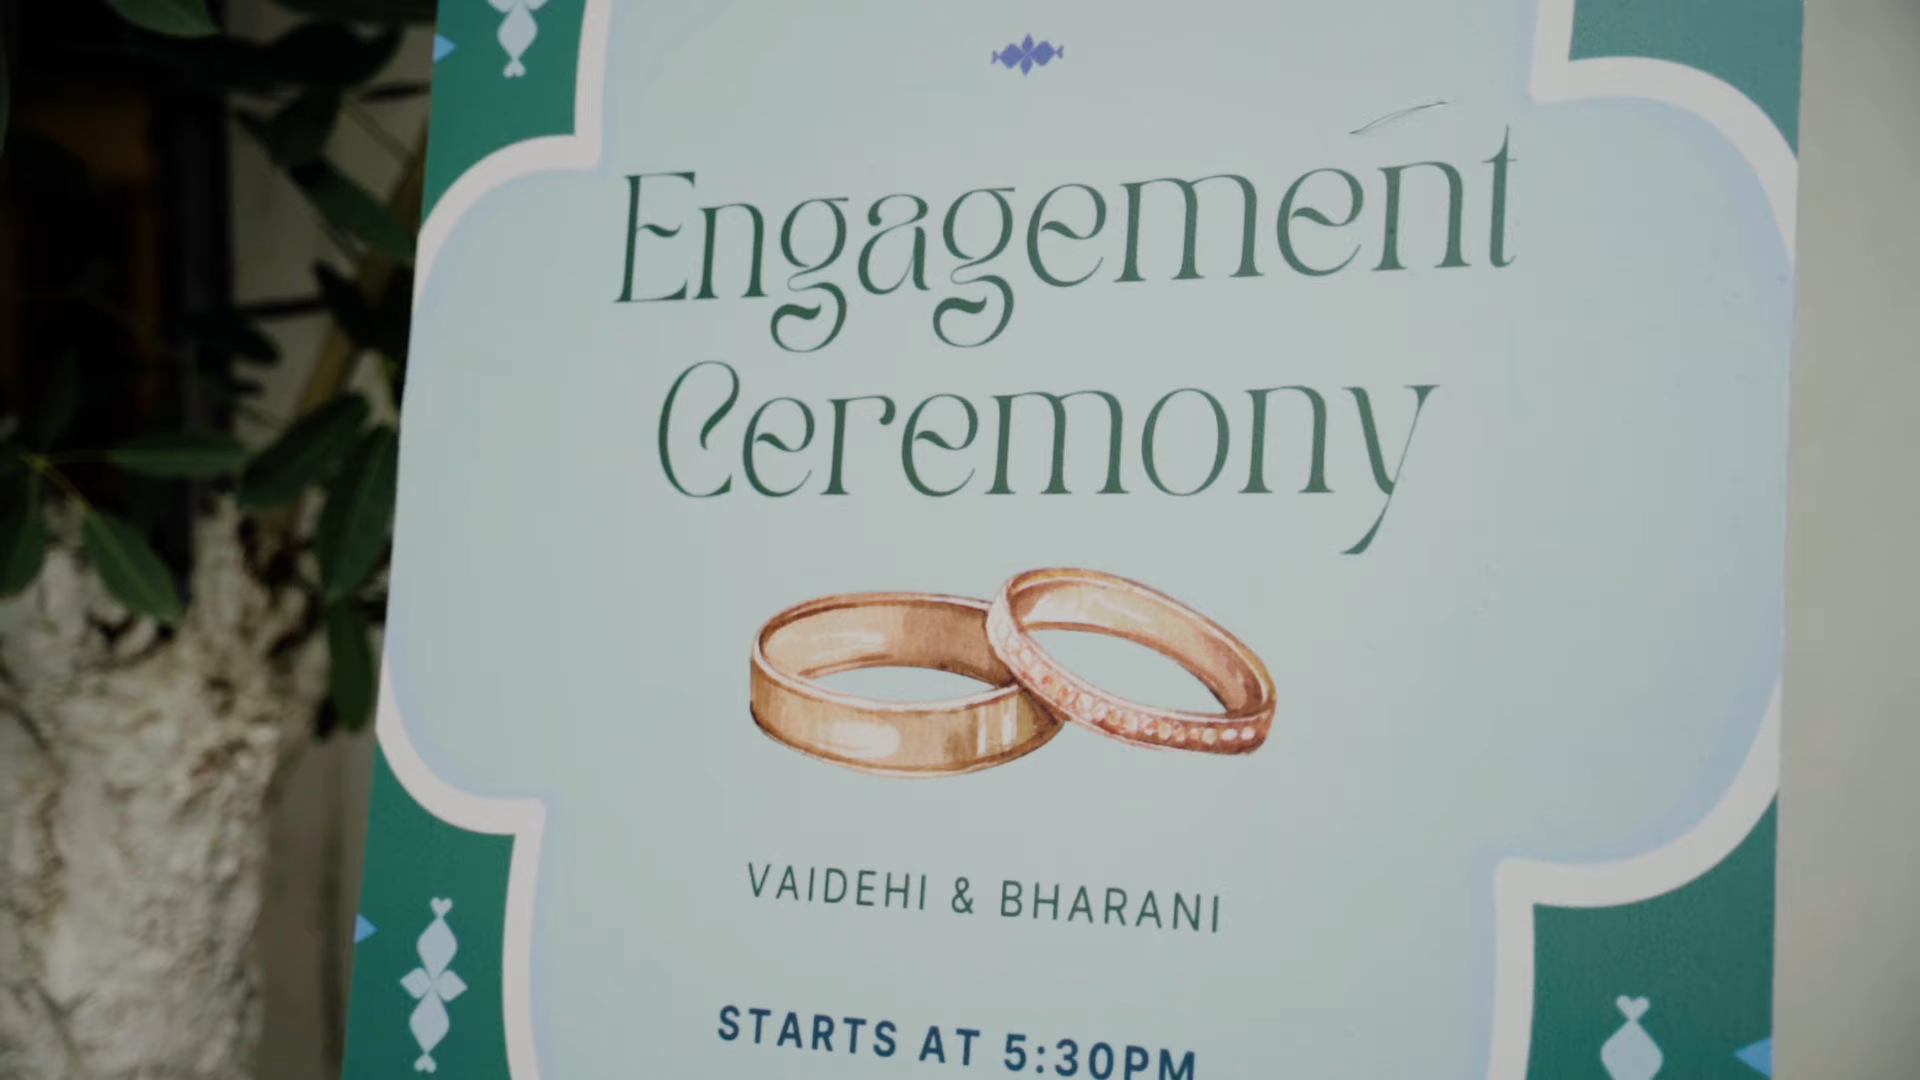 Engagement
Ceremony
VAIDEHI & BHARANI
STARTS AT 5:30PM